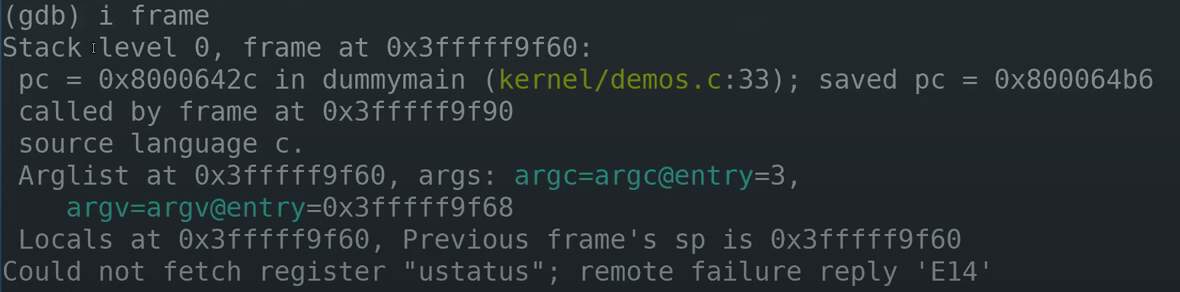 (gdb) i frame
Stack level 0, frame at 0x3fffff9f60:
 pc = 0x8000642c in dummymain (kernel/demos.c:33); saved pc = 0x800064b6
 called by frame at 0x3fffff9f90
 source language c.
 Arglist at 0x3fffff9f60, args: argc=argc@entry=3,
    argv=argv@entry=0x3fffff9f68
 Locals at 0x3fffff9f60, Previous frame's sp is 0x3fffff9f60
Could not fetch register "ustatus"; remote failure reply 'E14'